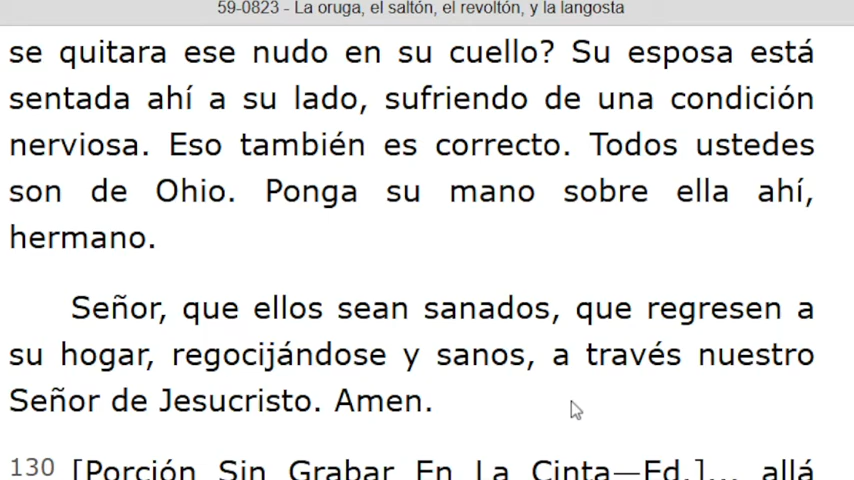 59-0823 - La oruga, el saltón, el revoltón, y la langosta
se quitara ese nudo en su cuello? Su esposa está
sentada ahí a su lado, sufriendo de una condición
nerviosa. Eso también es correcto. Todos ustedes
son de Ohio. Ponga su mano sobre ella ahí,
hermano.
Señor, que ellos sean sanados, que regresen a
su hogar, regocijándose y sanos, a través nuestro
Señor de Jesucristo. Amen.
130 [Porción Sin Grabar En La Cinta—Ed.]... allá